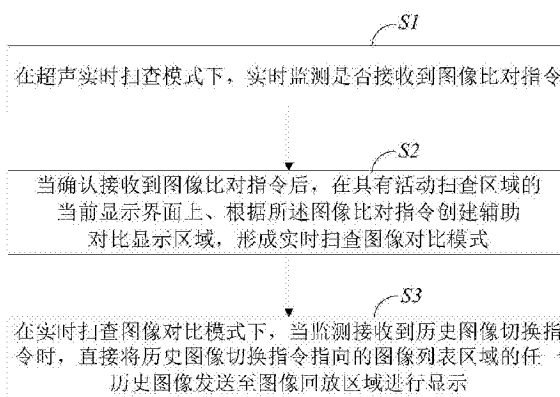 S1
在超声实时扫查模式下，实时监测是否接收到图像比对指令
S2
当确认接收到图像比对指令后，在具有活动扫查区域的
当前显示界面上、根据所述图像比对指令创建辅助
对比显示区域，形成实时扫查图像对比模式
S3
在实时扫查图像对比模式下，当监测接收到历史图像切换指
令时，直接将历史图像切换指令指向的图像列表区域的任一
历史图像发送至图像回放区域进行显示